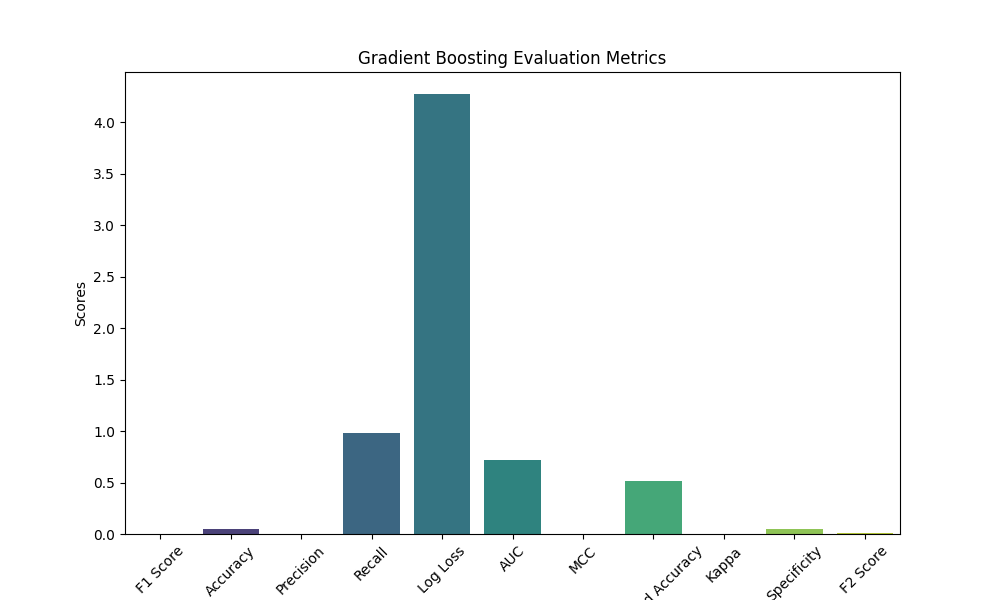 Gradient Boosting Evaluation Metrics
4.0
3.5
3.0
2.5
2.0
1.5
1.0
0.5
0.0
Scores
F1 Score
Accuracy
Precision
Recall
Log Loss
AUC
MCC
d Accuracy
Kappa
Specificity
F2 Score